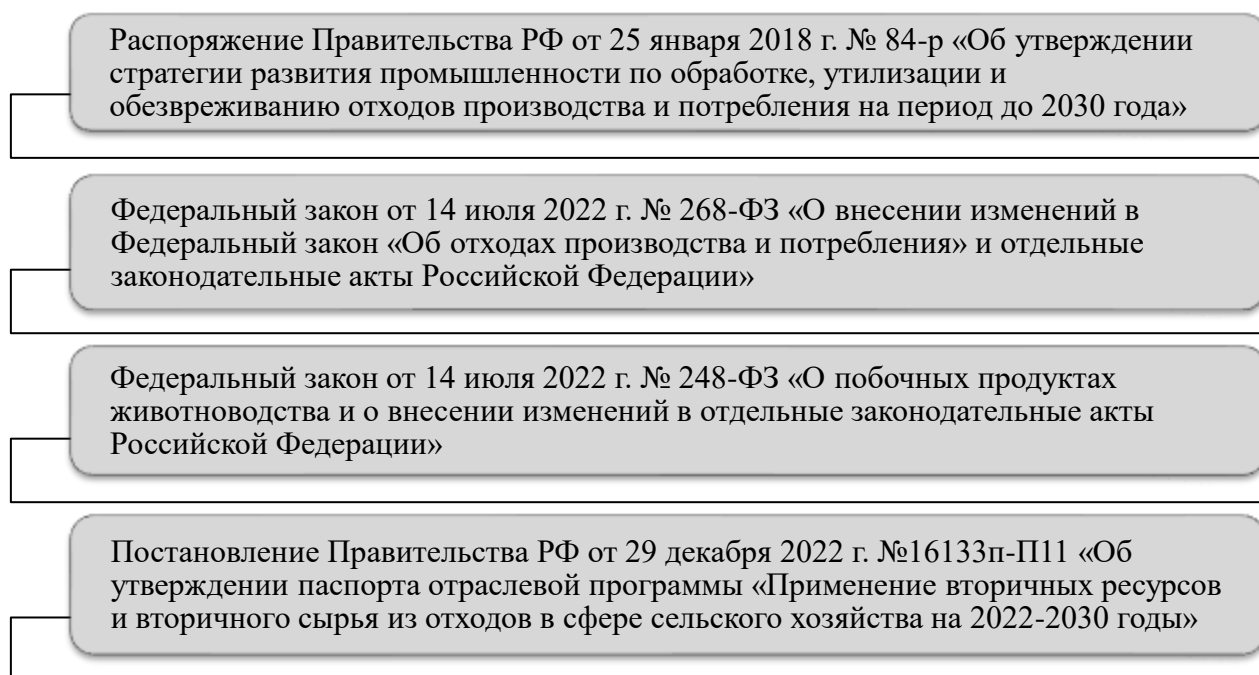 Распоряжение Правительства РФ от 25 января 2018 г. № 84-р «Об утверждении
стратегии развития промышленности по обработке, утилизации и
обезвреживанию отходов производства и потребления на период до 2030 года»
Федеральный закон от 14 июля 2022 г. № 268-ФЗ «О внесении изменений в
Федеральный закон «Об отходах производства и потребления» и отдельные
законодательные акты Российской Федерации»
Федеральный закон от 14 июля 2022 г. № 248-ФЗ «О побочных продуктах
животноводства и о внесении изменений в отдельные законодательные акты
Российской Федерации»
Постановление Правительства РФ от 29 декабря 2022 г. №16133п-П11 «Об
утверждении паспорта отраслевой программы «Применение вторичных ресурсов
и вторичного сырья из отходов в сфере сельского хозяйства на 2022-2030 годы»